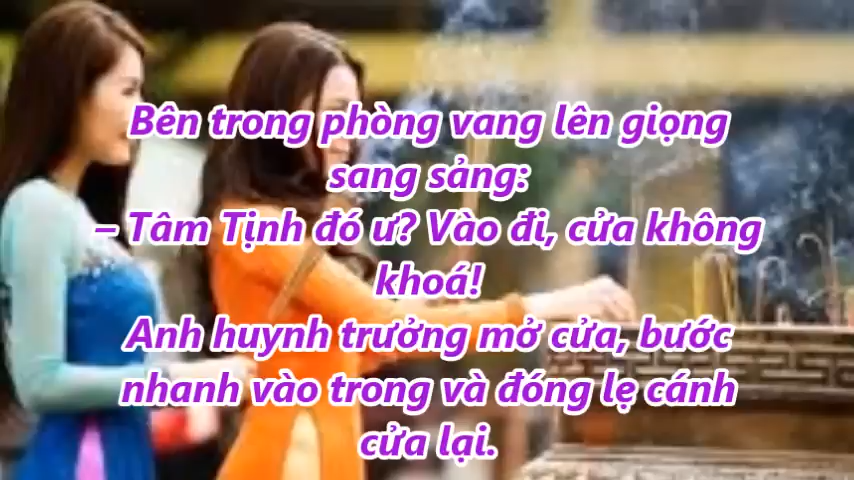 Bên trong phòng vang lên giọng
sang sảng:
– Tâm Tịnh đó ư? Vào đi, cửa không
khoá!
Anh huynh trưởng mở cửa, bước
nhanh vào trong và đóng lẹ cánh
cửa lại.